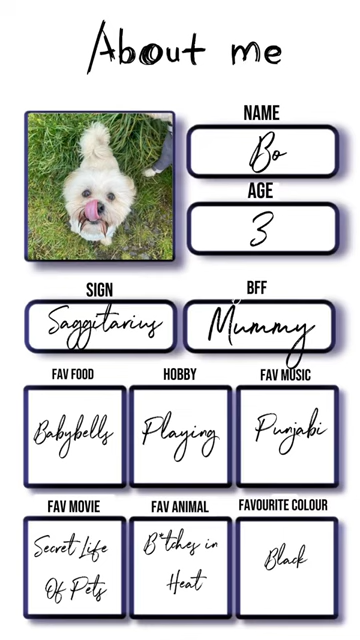 About me
NAME
Bo
AGE
3
SIGN
BFF
Saggitarius
Mummy
FAV FOOD
HOBBY
FAV MUSIC
Babybells
Playing
Punjabi
FAV MOVIE
FAV ANIMAL
FAVOURITE COLOUR
Secret Life
Of Pets
B*tches in
Heat
Black